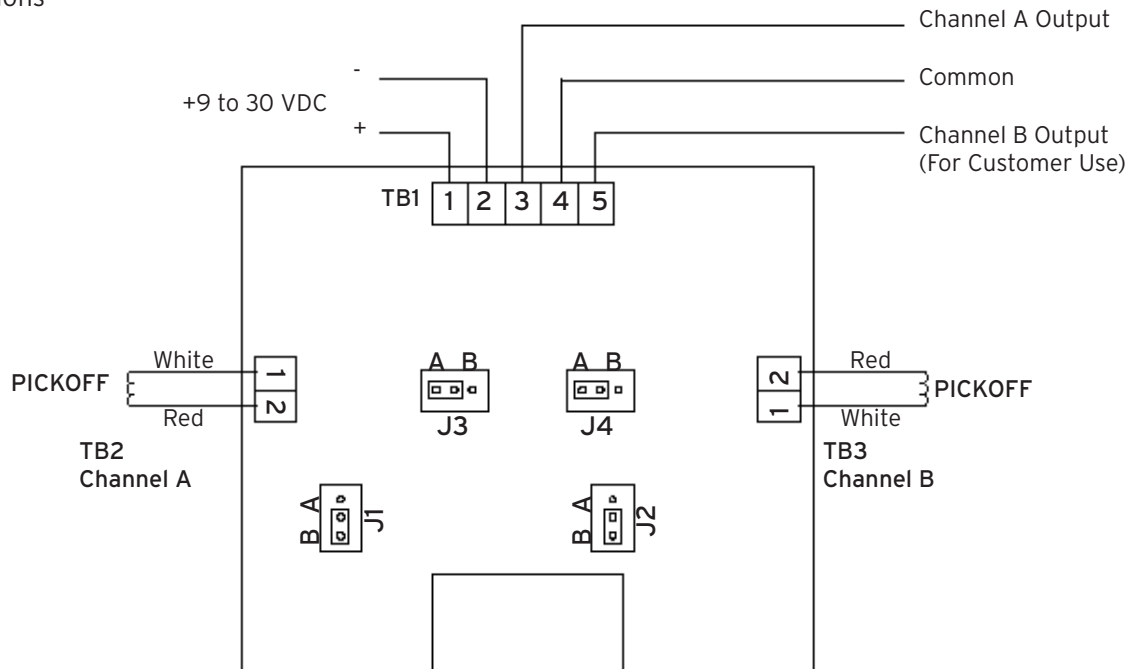 ions
Channel A Output
-
Common
+9 to 30 VDC
+
Channel B Output
(For Customer Use)
TB1 1 2 3 4 5
White
1
PICKOFF
2
Red
TB2
Channel A
A B
J3
A B
J4
Red
2
PICKOFF
1
White
TB3
Channel B
A
B
J1
A
B
J2